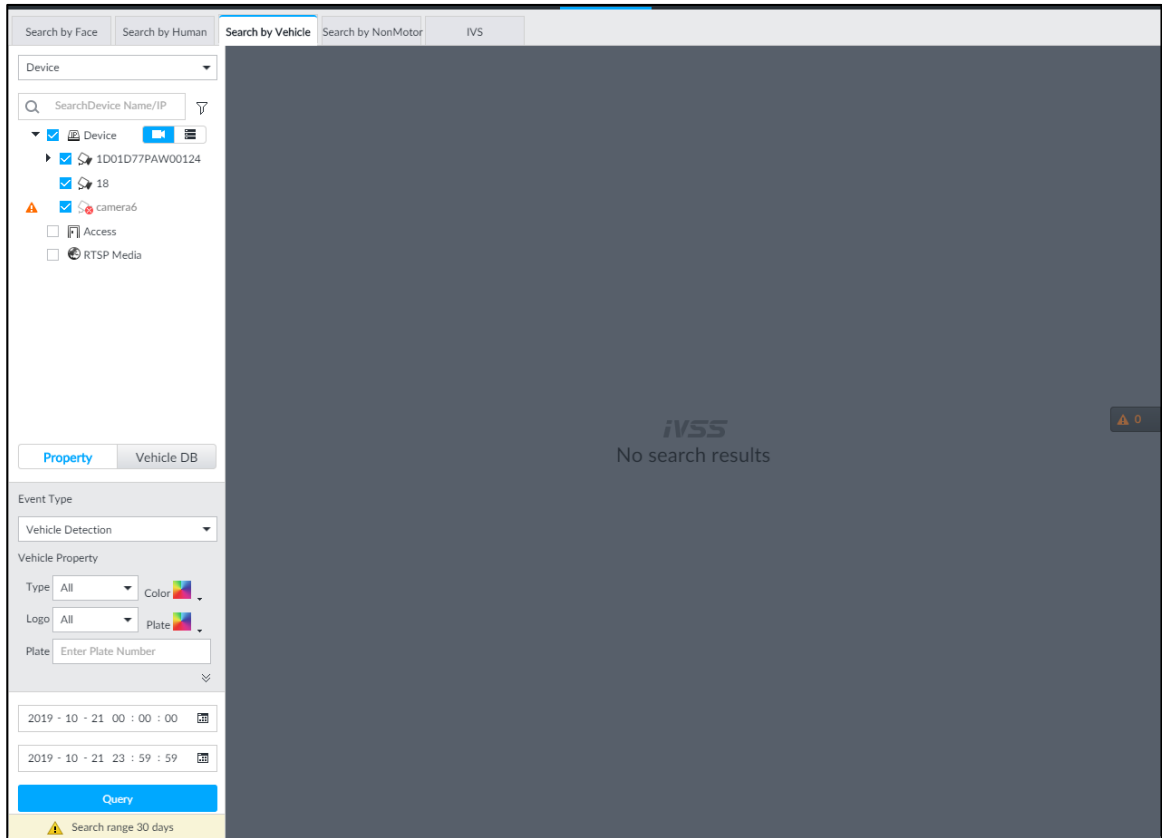 Search by Face Search by Human Search by Vehicle Search by NonMotor IVS
Device
SearchDevice Name/IP
IP Device
1D01D77PAW00124
18
camera6
Access
RTSP Media
iVSS
No search results
0
Property Vehicle DB
Event Type
Vehicle Detection
Vehicle Property
Type All Color
Logo All Plate
Plate Enter Plate Number
2019 - 10 - 21 00 : 00 : 00
2019 - 10 - 21 23 : 59 : 59
Query
Search range 30 days